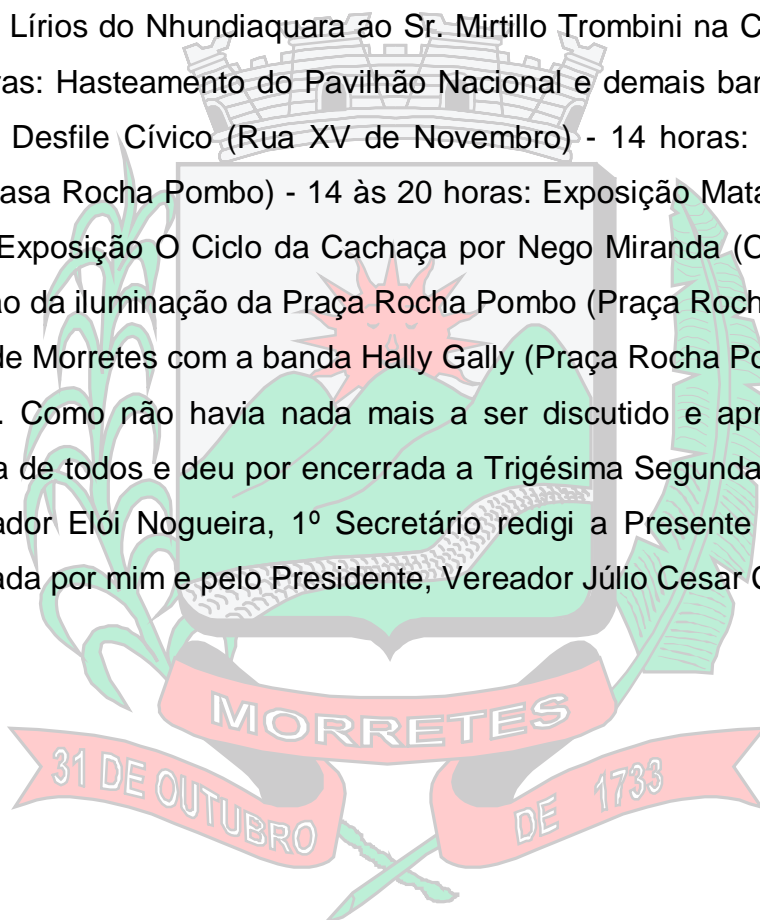 Lírios do Nhundiaquara ao Sr. Mirtillo Trombini na C
ras: Hasteamento do Pavilhão Nacional e demais ban
Desfile Cívico (Rua XV de Novembro) - 14 horas:
asa Rocha Pombo) - 14 às 20 horas: Exposição Mata
Exposição O Ciclo da Cachaça por Nego Miranda (C
ão da iluminação da Praça Rocha Pombo (Praça Roch
de Morretes com a banda Hally Gally (Praça Rocha Po
. Como não havia nada mais a ser discutido e apr
a de todos e deu por encerrada a Trigésima Segunda
ador Elói Nogueira, 1º Secretário redigi a Presente
ada por mim e pelo Presidente, Vereador Júlio Cesar C
MORRETES
31 DE OUTUBRO DE 1733